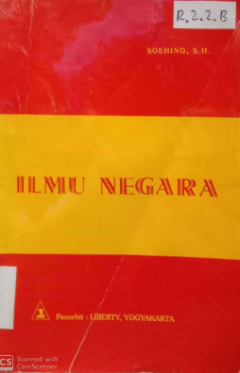 R.2.2.B
SOEHINO, S.H.
ILMU NEGARA
Penerbit : LIBERTY, YOGYAKARTA
CS Scanned with
CamScanner